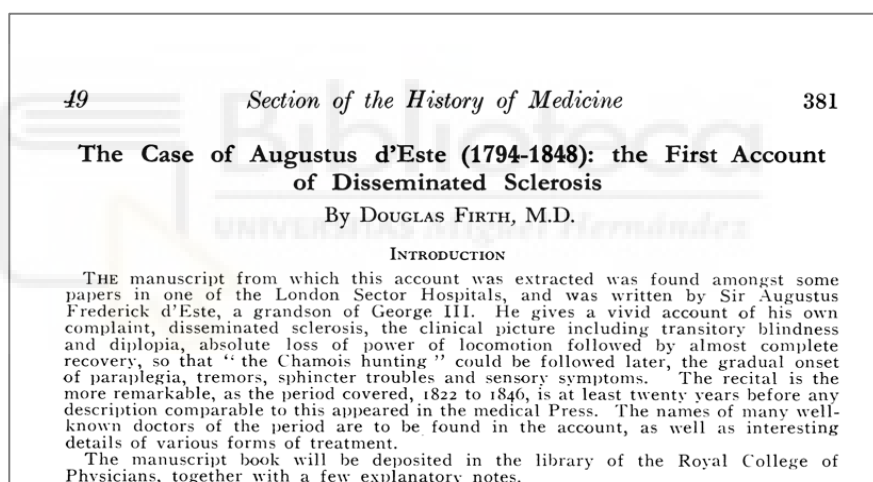 49 Section of the History of Medicine 381
The Case of Augustus d'Este (1794-1848): the First Account
of Disseminated Sclerosis
By DOUGLAS FIRTH, M.D.
INTRODUCTION
THE manuscript from which this account was extracted was found amongst some
papers in one of the London Sector Hospitals, and was written by Sir Augustus
Frederick d'Este, a grandson of George III. He gives a vivid account of his own
complaint, disseminated sclerosis, the clinical picture including transitory blindness
and diplopia, absolute loss of power of locomotion followed by almost complete
recovery, so that " the Chamois hunting " could be followed later, the gradual onset
of paraplegia, tremors, sphincter troubles and sensory symptoms. The recital is the
more remarkable, as the period covered, 1822 to 1846, is at least twenty years before any
description comparable to this appeared in the medical Press. The names of many well-
known doctors of the period are to be found in the account, as well as interesting
details of various forms of treatment.
The manuscript book will be deposited in the library of the Royal College of
Physicians, together with a few explanatory notes.
Biblioteca
UNIVERSITAS Miguel Hernández